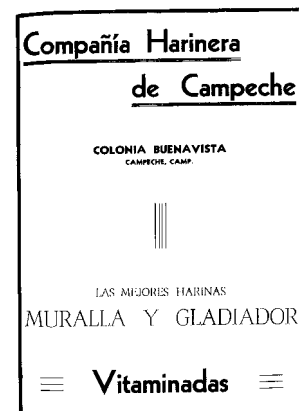 Compañía Harinera
de Campeche
COLONIA BUENAVISTA
CAMPECHE, CAMP.
LAS MEJORES HARINAS
MURALLA Y GLADIADOR
Vitaminadas